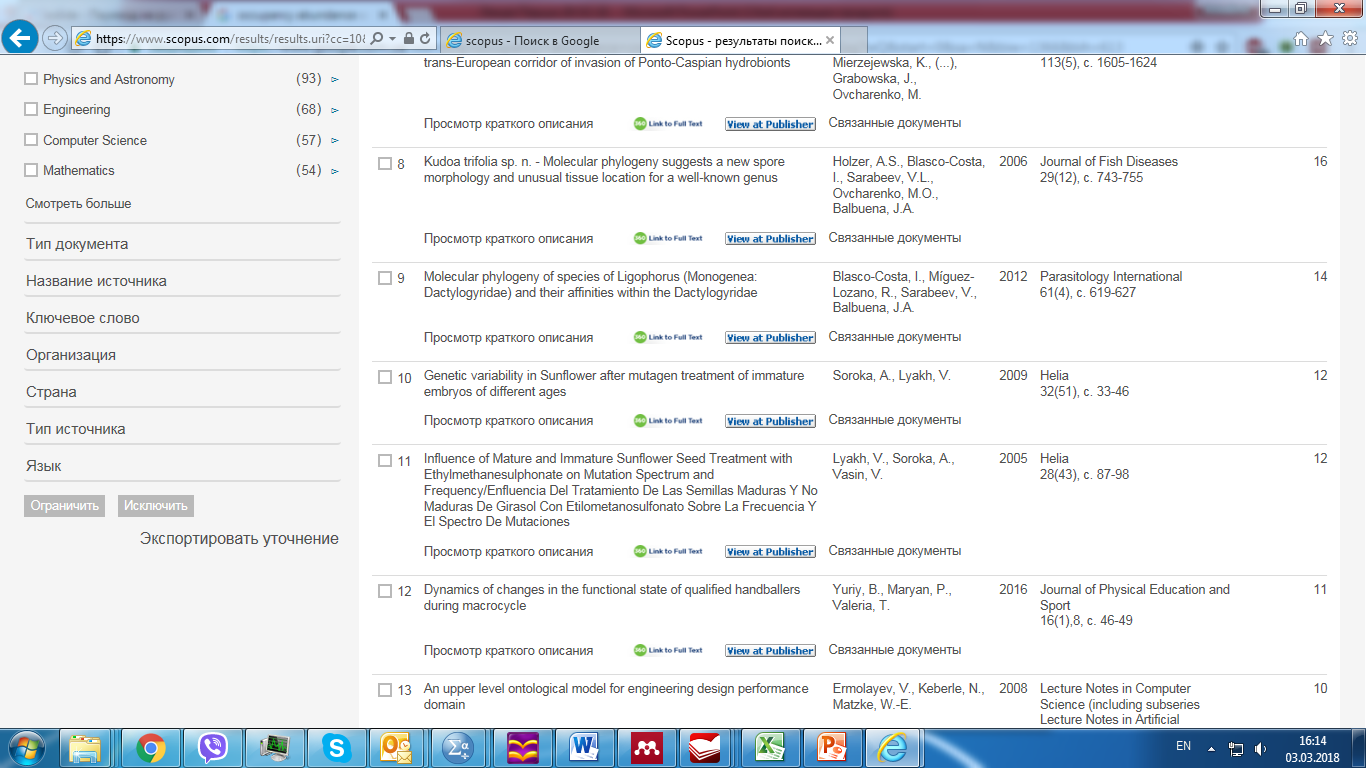 https://www.scopus.com/results/results.uri?cc=10&
scopus - Поиск в Google
Scopus - результаты поиск...
Physics and Astronomy (93)
Engineering (68)
Computer Science (57)
Mathematics (54)
Смотреть больше
Тип документа
Название источника
Ключевое слово
Организация
Страна
Тип источника
Язык
Ограничить Исключить
Экспортировать уточнение
trans-European corridor of invasion of Ponto-Caspian hydrobionts
Mierzejewska, K., (...),
Grabowska, J.,
Ovcharenko, M.
113(5), с. 1605-1624
Просмотр краткого описания 360 Link to Full Text View at Publisher Связанные документы
8 Kudoa trifolia sp. n. - Molecular phylogeny suggests a new spore
morphology and unusual tissue location for a well-known genus
Holzer, A.S., Blasco-Costa,
I., Sarabeev, V.L.,
Ovcharenko, M.O.,
Balbuena, J.A.
2006
Journal of Fish Diseases
29(12), с. 743-755
16
Просмотр краткого описания 360 Link to Full Text View at Publisher Связанные документы
9 Molecular phylogeny of species of Ligophorus (Monogenea:
Dactylogyridae) and their affinities within the Dactylogyridae
Blasco-Costa, I., Míguez-
Lozano, R., Sarabeev, V.,
Balbuena, J.A.
2012
Parasitology International
61(4), с. 619-627
14
Просмотр краткого описания 360 Link to Full Text View at Publisher Связанные документы
10 Genetic variability in Sunflower after mutagen treatment of immature
embryos of different ages
Soroka, A., Lyakh, V.
2009
Helia
32(51), с. 33-46
12
Просмотр краткого описания 360 Link to Full Text View at Publisher Связанные документы
11 Influence of Mature and Immature Sunflower Seed Treatment with
Ethylmethanesulphonate on Mutation Spectrum and
Frequency/Enfluencia Del Tratamiento De Las Semillas Maduras Y No
Maduras De Girasol Con Etilometanosulfonato Sobre La Frecuencia Y
El Spectro De Mutaciones
Lyakh, V., Soroka, A.,
Vasin, V.
2005
Helia
28(43), с. 87-98
12
Просмотр краткого описания 360 Link to Full Text View at Publisher Связанные документы
12 Dynamics of changes in the functional state of qualified handballers
during macrocycle
Yuriy, B., Maryan, P.,
Valeria, T.
2016
Journal of Physical Education and
Sport
16(1),8, с. 46-49
11
Просмотр краткого описания 360 Link to Full Text View at Publisher Связанные документы
13 An upper level ontological model for engineering design performance
domain
Ermolayev, V., Keberle, N.,
Matzke, W.-E.
2008
Lecture Notes in Computer
Science (including subseries
Lecture Notes in Artificial
10
EN
16:14
03.03.2018